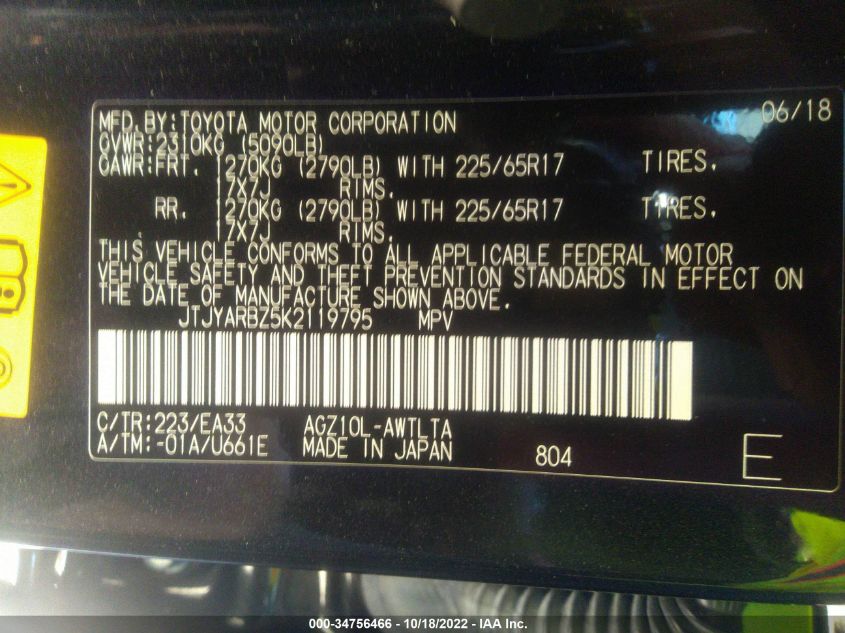 MFD.BY:TOYOTA MOTOR CORPORATION 06/18
GVWR:2310KG (5090LB)
GAWR:FRT. 1270KG (2790LB) WITH 225/65R17 TIRES,
17X7J RIMS.
RR. 1270KG (2790LB) WITH 225/65R17 TIRES,
17X7J RIMS.
THIS VEHICLE CONFORMS TO ALL APPLICABLE FEDERAL MOTOR
VEHICLE SAFETY AND THEFT PREVENTION STANDARDS IN EFFECT ON
THE DATE OF MANUFACTURE SHOWN ABOVE.
JTJYARBZ5K2119795 MPV
C/TR:223/EA33 AGZ10L-AWTLTA
A/TM:-01A/U661E MADE IN JAPAN 804 E
000-34756466 - 10/18/2022 - IAA Inc.